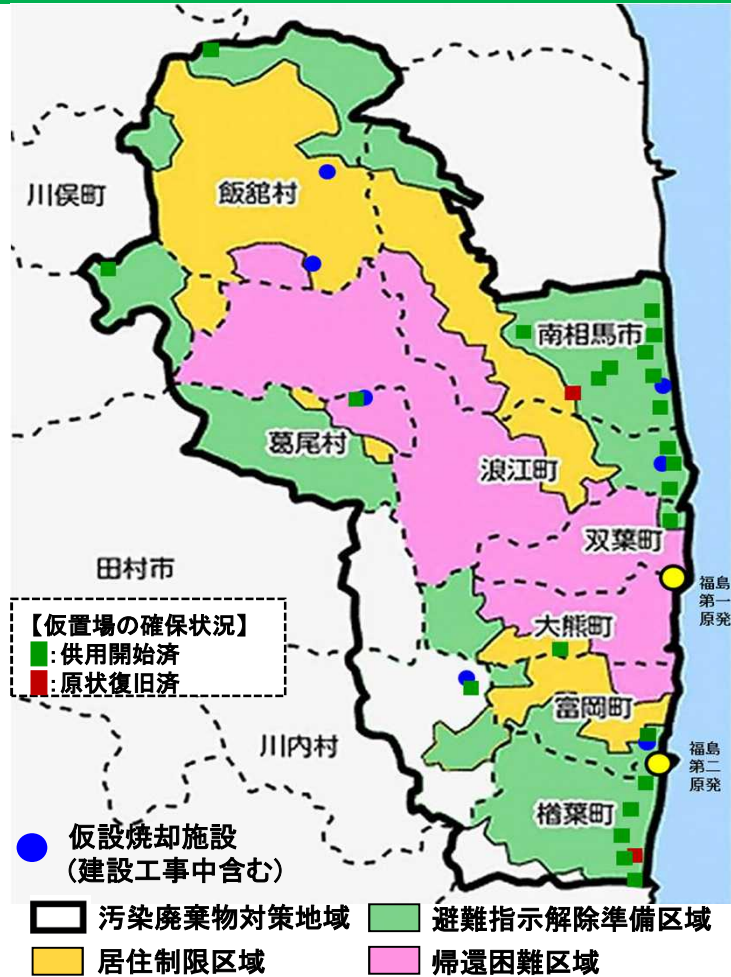 川俣町
飯舘村
南相馬市
葛尾村
浪江町
双葉町
田村市
福島
第一
原発
大熊町
【仮置場の確保状況】
:供用開始済
:原状復旧済
富岡町
川内村
福島
第二
原発
楢葉町
仮設焼却施設
(建設工事中含む)
汚染廃棄物対策地域
避難指示解除準備区域
居住制限区域
帰還困難区域